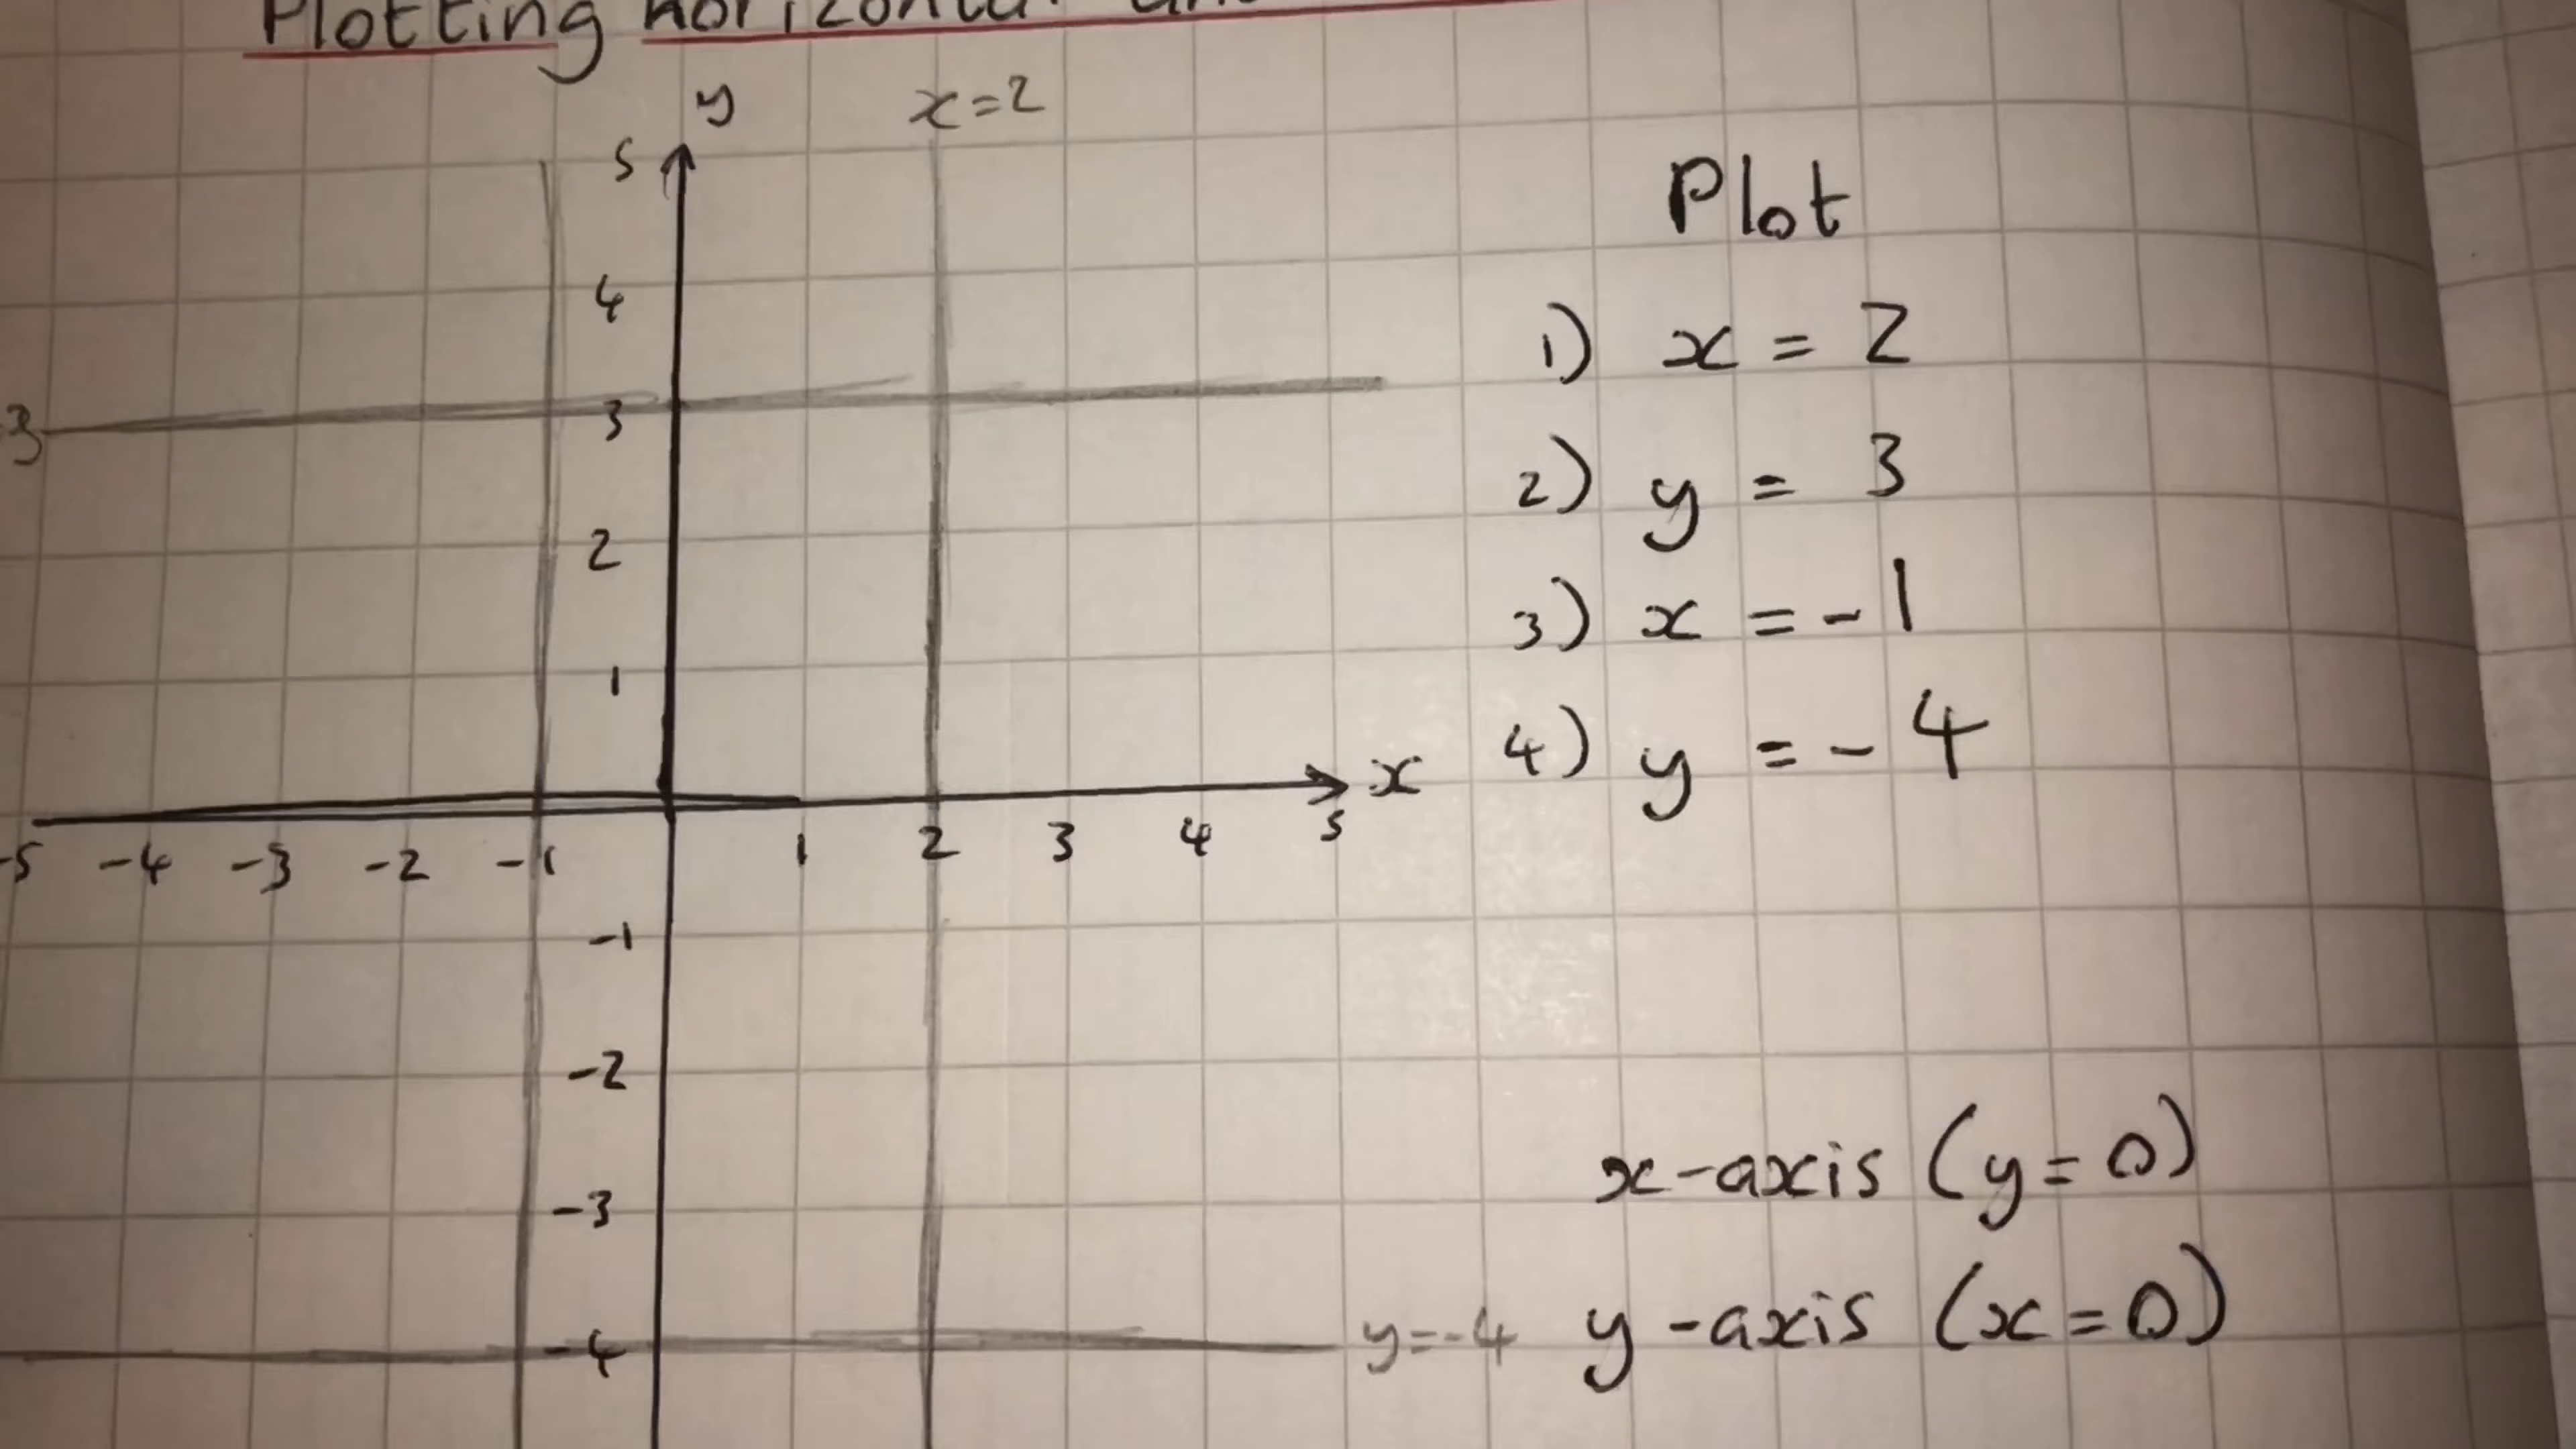 Plotting horizontal
y
x=2
5
4
3
3
2
1
x
-5 -4 -3 -2 -1 1 2 3 4 5
-1
-2
-3
-4
y=-4
Plot
1) x = 2
2) y = 3
3) x = -1
4) y = -4
x-axis (y=0)
y-axis (x=0)